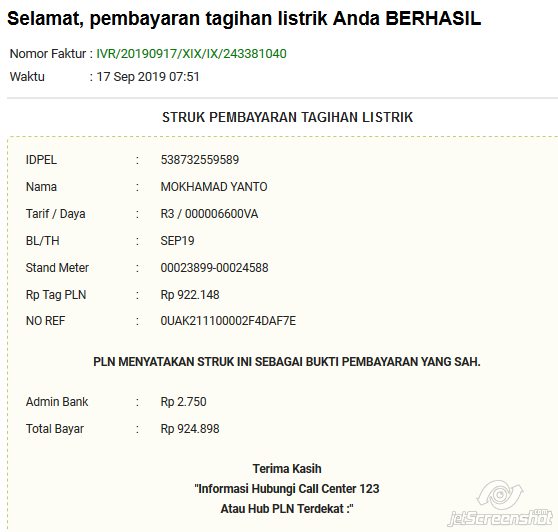 Selamat, pembayaran tagihan listrik Anda BERHASIL
Nomor Faktur : IVR/20190917/XIX/IX/243381040
Waktu : 17 Sep 2019 07:51
STRUK PEMBAYARAN TAGIHAN LISTRIK
IDPEL : 538732559589
Nama : MOKHAMAD YANTO
Tarif / Daya : R3 / 000006600VA
BL/TH : SEP19
Stand Meter : 00023899-00024588
Rp Tag PLN : Rp 922.148
NO REF : 0UAK211100002F4DAF7E
PLN MENYATAKAN STRUK INI SEBAGAI BUKTI PEMBAYARAN YANG SAH.
Admin Bank : Rp 2.750
Total Bayar : Rp 924.898
Terima Kasih
"Informasi Hubungi Call Center 123
Atau Hub PLN Terdekat :"
jetScreenshot.com